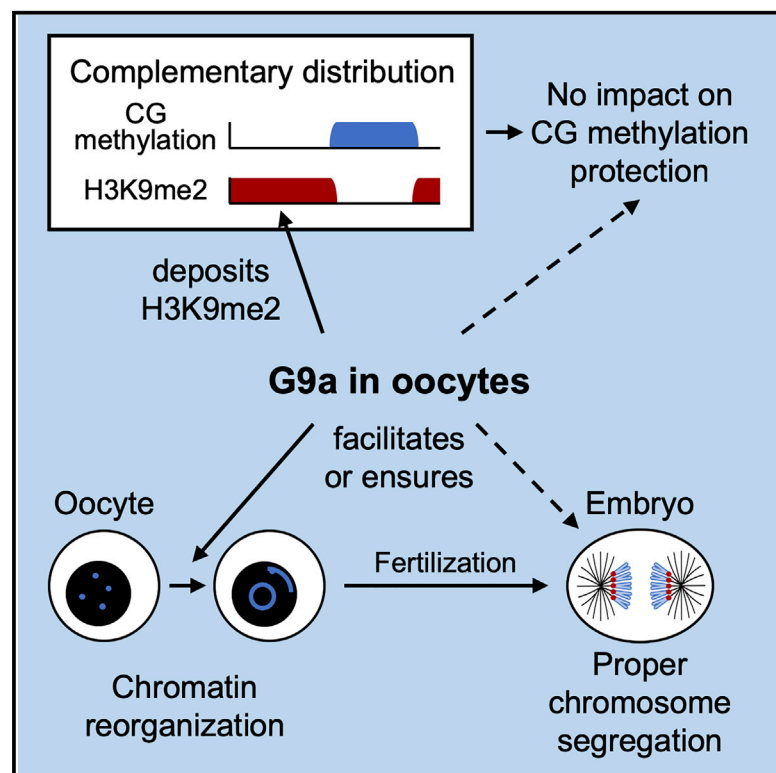 Complementary distribution
CG
methylation
H3K9me2
No impact on
CG methylation
protection
deposits
H3K9me2
G9a in oocytes
facilitates
or ensures
Oocyte
Embryo
Fertilization
Chromatin
reorganization
Proper
chromosome
segregation